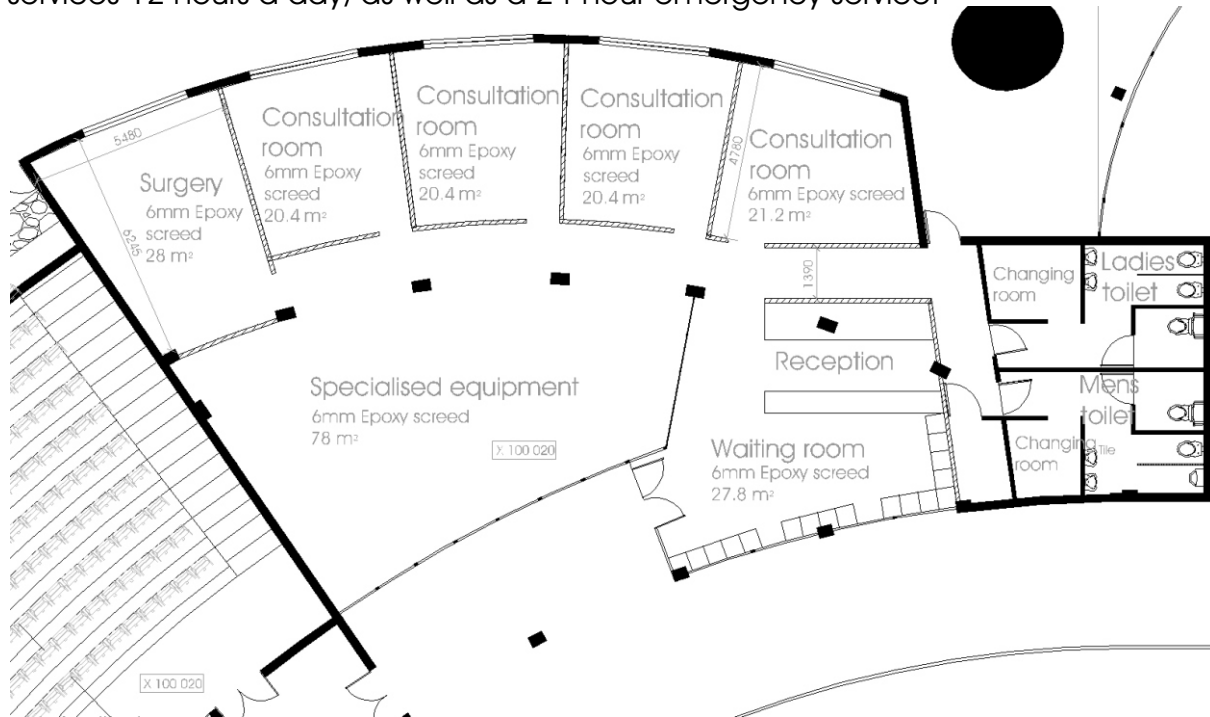 services 12 hours a day, as well as a 24 hour emergency service.
Surgery
6mm Epoxy
screed
28 m²
5480
6245
Consultation
room
6mm Epoxy
screed
20.4 m²
Consultation
room
6mm Epoxy
screed
20.4 m²
Consultation
room
6mm Epoxy
screed
20.4 m²
4780
Consultation
room
6mm Epoxy screed
21.2 m²
1390
Changing
room
Ladies
toilet
Reception
Specialised equipment
6mm Epoxy screed
78 m²
X 100 020
Waiting room
6mm Epoxy screed
27.8 m²
Mens
toilet
Tile
Changing
room
X 100 020